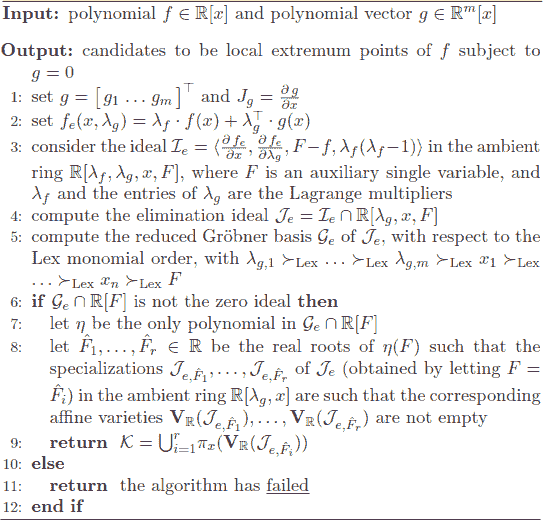 Input: polynomial f ∈ ℝ[x] and polynomial vector g ∈ ℝ^m[x]
Output: candidates to be local extremum points of f subject to
g = 0
1: set g = [g_1 … g_m]^⊤ and J_g = ∂g/∂x
2: set f_e(x, λ_g) = λ_f · f(x) + λ_g^⊤ · g(x)
3: consider the ideal ℐ_e = ⟨∂f_e/∂x, ∂f_e/∂λ_g, F−f, λ_f(λ_f−1)⟩ in the ambient
ring ℝ[λ_f, λ_g, x, F], where F is an auxiliary single variable, and
λ_f and the entries of λ_g are the Lagrange multipliers
4: compute the elimination ideal 𝒥_e = ℐ_e ∩ ℝ[λ_g, x, F]
5: compute the reduced Gröbner basis 𝒢_e of 𝒥_e, with respect to the
Lex monomial order, with λ_{g,1} ≻_Lex … ≻_Lex λ_{g,m} ≻_Lex x_1 ≻_Lex
… ≻_Lex x_n ≻_Lex F
6: if 𝒢_e ∩ ℝ[F] is not the zero ideal then
7: let η be the only polynomial in 𝒢_e ∩ ℝ[F]
8: let F̂_1, … , F̂_r ∈ ℝ be the real roots of η(F) such that the
specializations 𝒥_{e,F̂_1}, … , 𝒥_{e,F̂_r} of 𝒥_e (obtained by letting F =
F̂_i) in the ambient ring ℝ[λ_g, x] are such that the corresponding
affine varieties V_ℝ(𝒥_{e,F̂_1}), … , V_ℝ(𝒥_{e,F̂_r}) are not empty
9: return 𝒦 = ⋃_{i=1}^r π_x(V_ℝ(𝒥_{e,F̂_i}))
10: else
11: return the algorithm has failed
12: end if